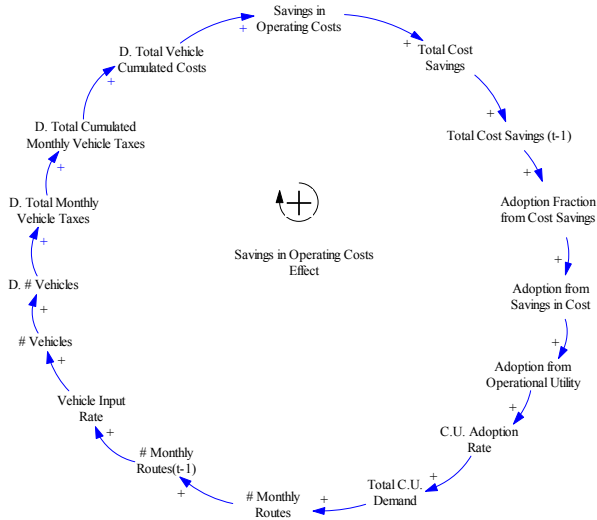 Savings in
Operating Costs
+
Total Cost
Savings
+
Total Cost Savings (t-1)
+
Adoption Fraction
from Cost Savings
+
Adoption from
Savings in Cost
+
Adoption from
Operational Utility
+
C.U. Adoption
Rate
+
Total C.U.
Demand
+
# Monthly
Routes
+
# Monthly
Routes(t-1)
+
Vehicle Input
Rate
+
# Vehicles
+
D. # Vehicles
+
D. Total Monthly
Vehicle Taxes
+
D. Total Cumulated
Monthly Vehicle Taxes
+
D. Total Vehicle
Cumulated Costs
+
+
Savings in Operating Costs
Effect